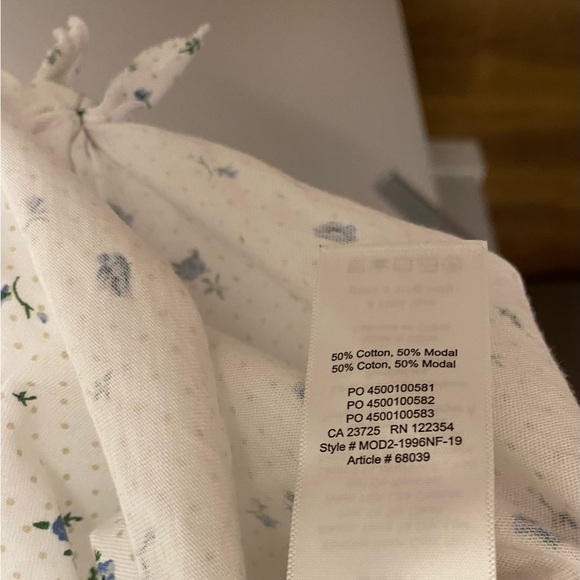 50% Cotton, 50% Modal
50% Coton, 50% Modal
PO 4500100581
PO 4500100582
PO 4500100583
CA 23725 RN 122354
Style # MOD2-1996NF-19
Article # 68039